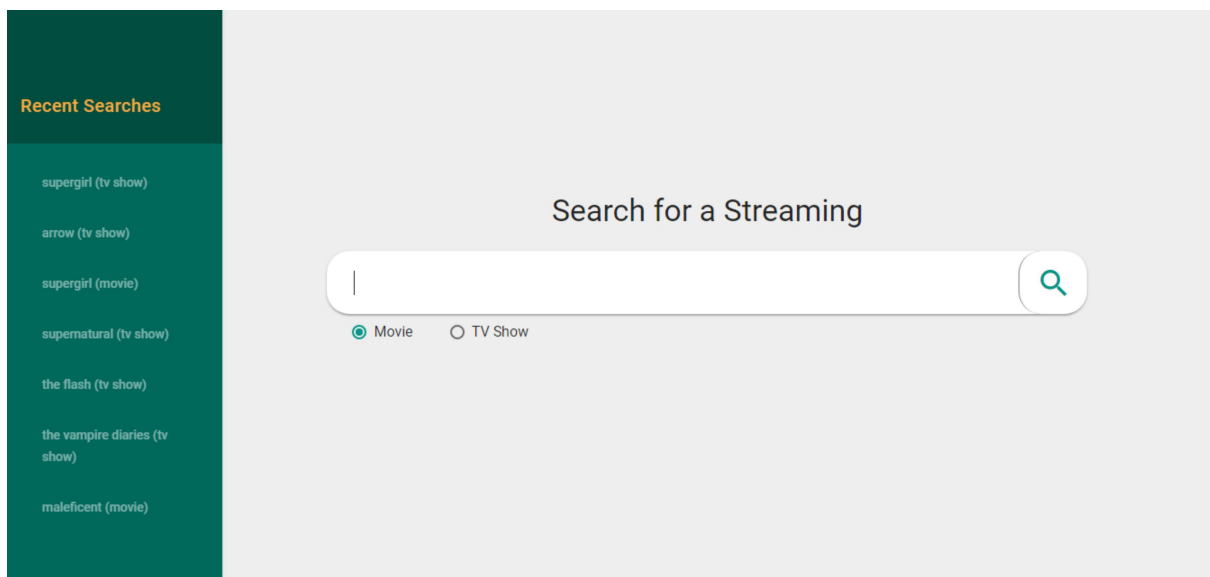 Recent Searches
supergirl (tv show)
arrow (tv show)
supergirl (movie)
supernatural (tv show)
the flash (tv show)
the vampire diaries (tv
show)
maleficent (movie)
Search for a Streaming
Movie
TV Show